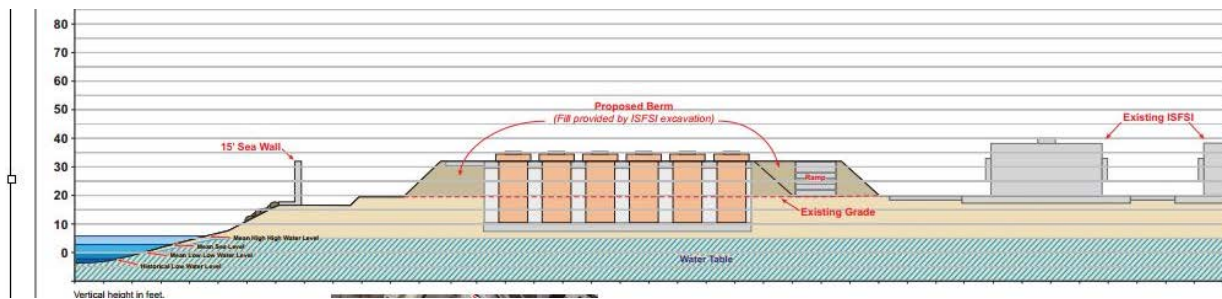 80
70
60
50
40
30
20
10
0
Proposed Berm
(Fill provided by ISFSI excavation)
Existing ISFSI
15' Sea Wall
Ramp
Existing Grade
Mean High High Water Level
Mean Sea Level
Mean Low Low Water Level
Historical Low Water Level
Water Table
Vertical height in feet.